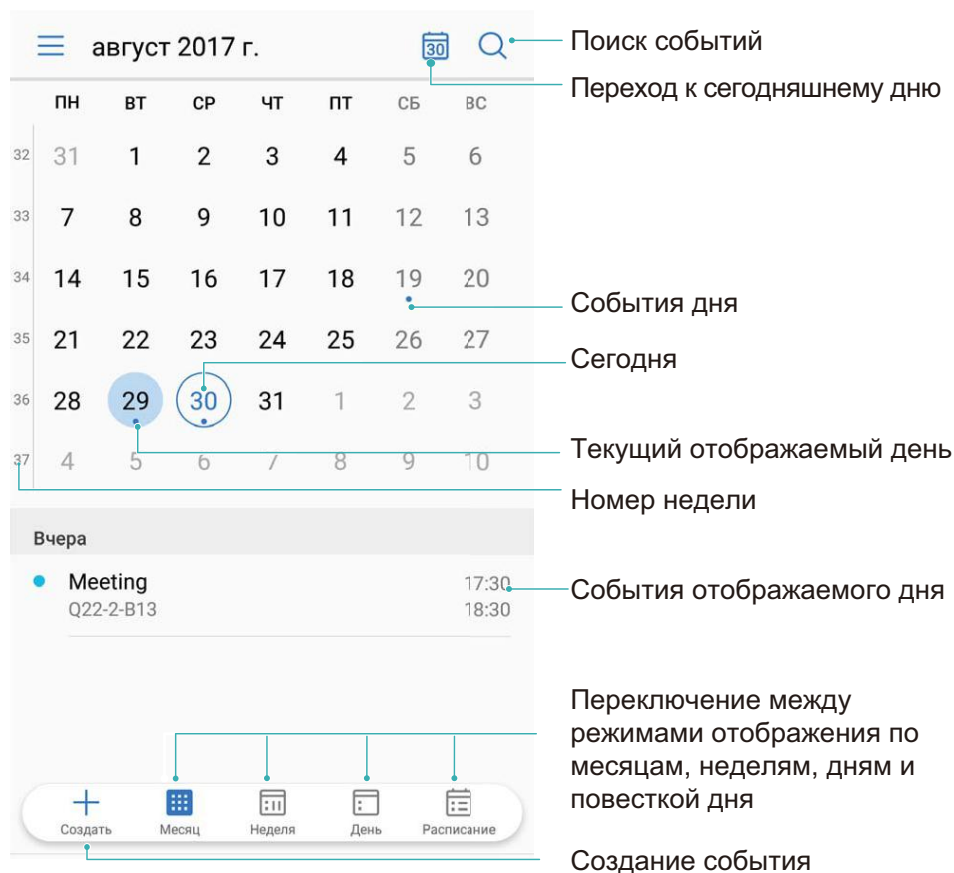 август 2017 г.
30
Поиск событий
Переход к сегодняшнему дню
ПН ВТ СР ЧТ ПТ СБ ВС
32 31 1 2 3 4 5 6
33 7 8 9 10 11 12 13
34 14 15 16 17 18 19 20
События дня
35 21 22 23 24 25 26 27
Сегодня
36 28 29 30 31 1 2 3
Текущий отображаемый день
37 4 5 6 7 8 9 10
Номер недели
Вчера
Meeting 17:30
Q22-2-B13 18:30
События отображаемого дня
Переключение между
режимами отображения по
месяцам, неделям, дням и
повесткой дня
Создать Месяц Неделя День Расписание
Создание события